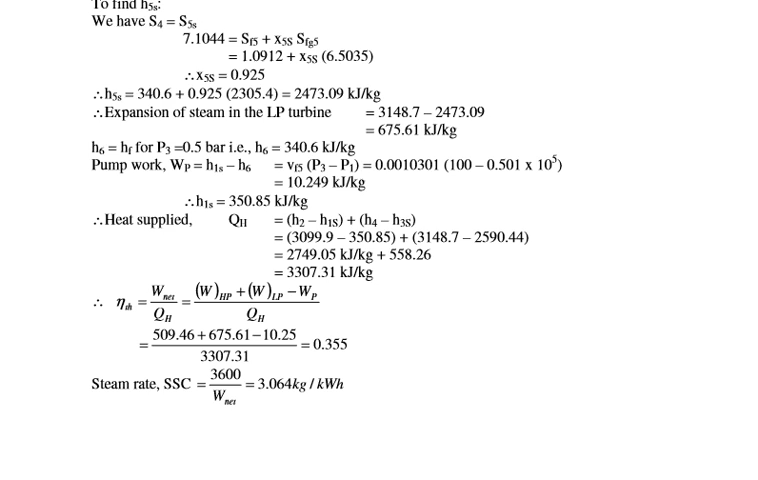 To find h5s:
We have S4 = S5s
7.1044 = Sf5 + x5S Sfg5
= 1.0912 + x5S (6.5035)
∴x5S = 0.925
∴h5s = 340.6 + 0.925 (2305.4) = 2473.09 kJ/kg
∴Expansion of steam in the LP turbine = 3148.7 – 2473.09
= 675.61 kJ/kg
h6 = hf for P3 =0.5 bar i.e., h6 = 340.6 kJ/kg
Pump work, WP = h1s – h6 = vf5 (P3 – P1) = 0.0010301 (100 – 0.501 x 10⁵)
= 10.249 kJ/kg
∴h1s = 350.85 kJ/kg
∴Heat supplied, QH = (h2 – h1S) + (h4 – h3S)
= (3099.9 – 350.85) + (3148.7 – 2590.44)
= 2749.05 kJ/kg + 558.26
= 3307.31 kJ/kg
∴ ηth = Wnet / QH = (W)HP + (W)LP − WP / QH
= 509.46 + 675.61 − 10.25 / 3307.31 = 0.355
Steam rate, SSC = 3600 / Wnet = 3.064kg / kWh